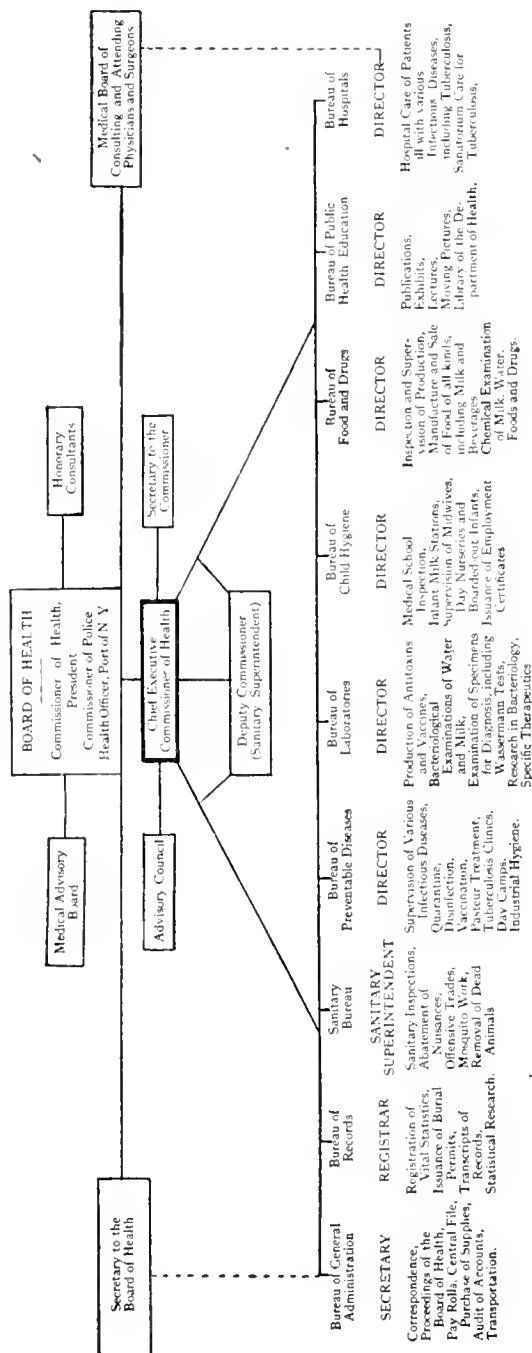 BOARD OF HEALTH
Commissioner of Health,
President
Commissioner of Police
Health Officer, Port of N Y
Medical Advisory
Board
Honorary
Consultants
Secretary to the
Board of Health
Medical Board of
Consulting and Attending
Physicians and Surgeons
Advisory Council
Chief Executive
Commissioner of Health
Secretary to the
Commissioner
Deputy Commissioner
(Sanitary Superintendent)
Bureau of General
Administration
SECRETARY
Correspondence,
Proceedings of the
Board of Health,
Pay Rolls, Central File,
Purchase of Supplies,
Audit of Accounts,
Transportation.
Bureau of
Records
REGISTRAR
Registration of
Vital Statistics,
Issuance of Burial
Permits,
Transcripts of
Records,
Statistical Research.
Sanitary
Bureau
SANITARY
SUPERINTENDENT
Sanitary Inspections,
Abatement of
Nuisances,
Offensive Trades,
Mosquito Work,
Removal of Dead
Animals
Bureau of
Preventable Diseases
DIRECTOR
Supervision of Various
Infectious Diseases,
Quarantine,
Disinfection,
Vaccination,
Pasteur Treatment,
Tuberculosis Clinics,
Day Camps,
Industrial Hygiene.
Bureau of
Laboratories
DIRECTOR
Production of Antitoxins
and Vaccines,
Bacteriological
Examinations of Water
and Milk,
Examination of Specimens
for Diagnosis, including
Wassermann Tests,
Research in Bacteriology,
Specific Therapeutics
Bureau of
Child Hygiene
DIRECTOR
Medical School
Inspection,
Infant Milk Stations,
Supervision of Midwives,
Day Nurseries and
Boarded-out Infants,
Issuance of Employment
Certificates
Bureau of
Food and Drugs
DIRECTOR
Inspection and Super-
vision of Production,
Manufacture and Sale
of Food of all kinds,
including Milk and
Beverages
Chemical Examination
of Milk, Water,
Foods and Drugs.
Bureau of Public
Health Education
DIRECTOR
Publications,
Exhibits,
Lectures,
Moving Pictures,
Library of the De-
partment of Health,
Bureau of
Hospitals
DIRECTOR
Hospital Care of Patients
ill with various
Infectious Diseases,
including Tuberculosis,
Sanatorium Care for
Tuberculosis,